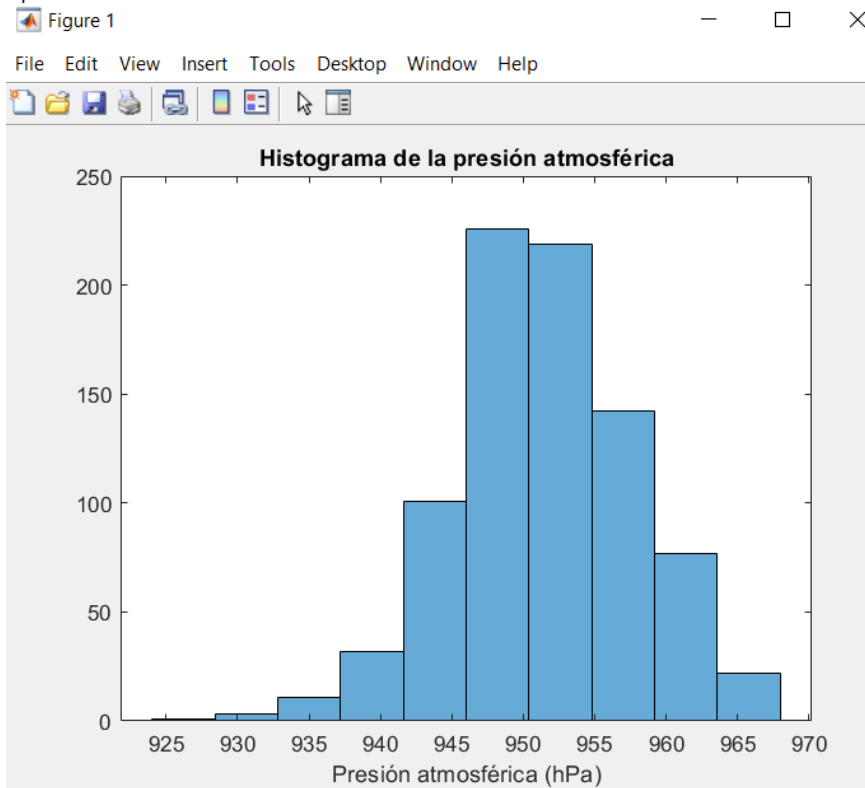 Figure 1
File Edit View Insert Tools Desktop Window Help
Histograma de la presión atmosférica
250
200
150
100
50
0
925 930 935 940 945 950 955 960 965 970
Presión atmosférica (hPa)